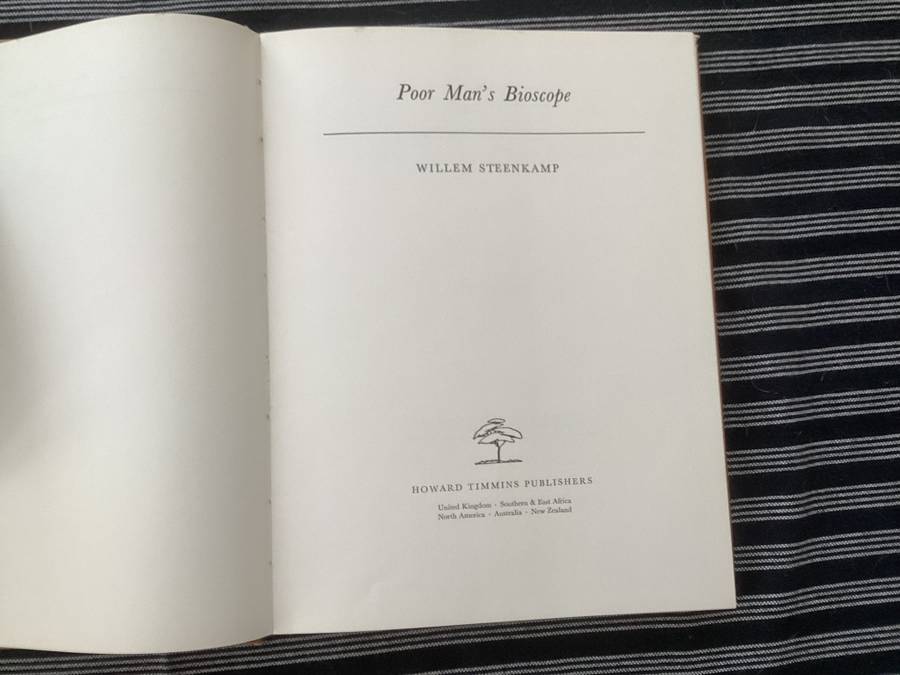 Poor Man's Bioscope
WILLEM STEENKAMP
HOWARD TIMMINS PUBLISHERS
United Kingdom · Southern & East Africa
North America · Australia · New Zealand